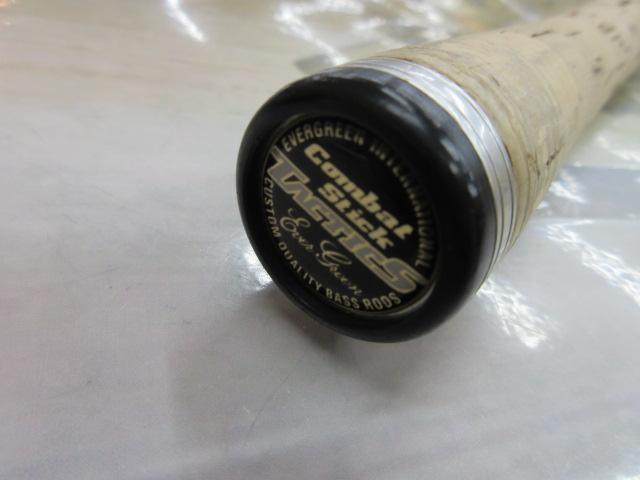 EVERGREEN INTERNATIONAL
Combat
Stick
TACTICS
Ever Green
CUSTOM QUALITY BASS RODS